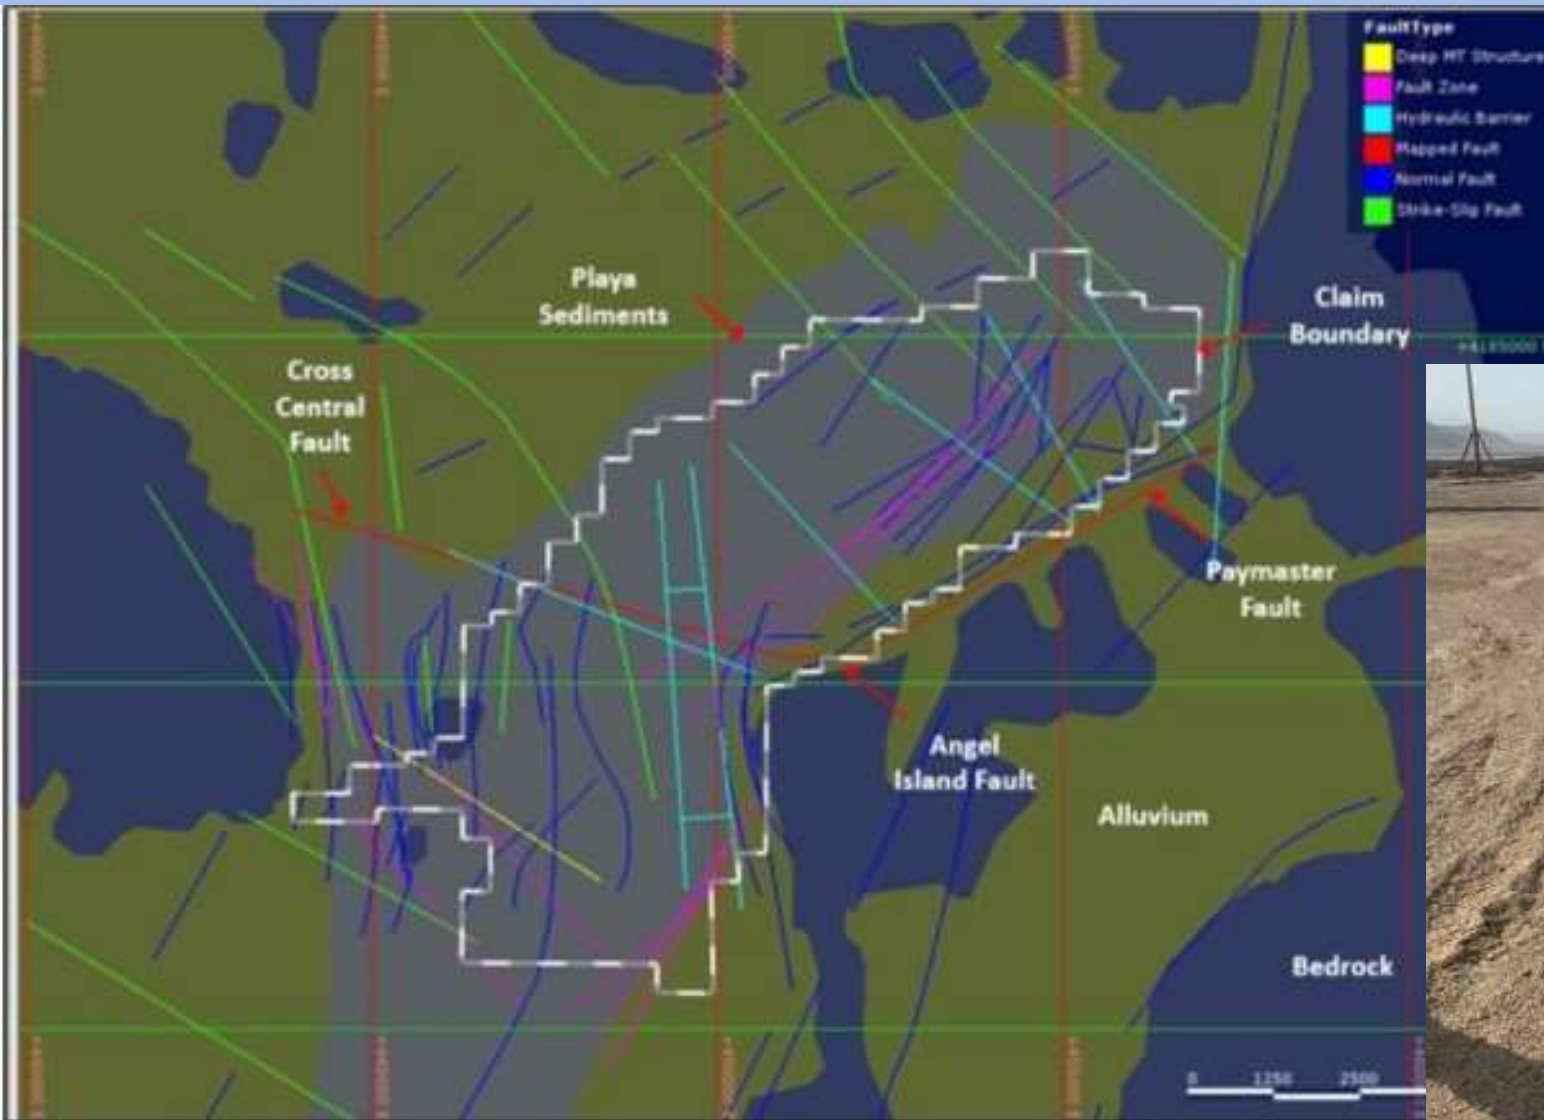 FaultType
Deep MT Structure
Fault Zone
Hydraulic Barrier
Mapped Fault
Normal Fault
Strike-Slip Fault
Playa
Sediments
Claim
Boundary
Cross
Central
Fault
Paymaster
Fault
Angel
Island Fault
Alluvium
Bedrock
0 1250 2500